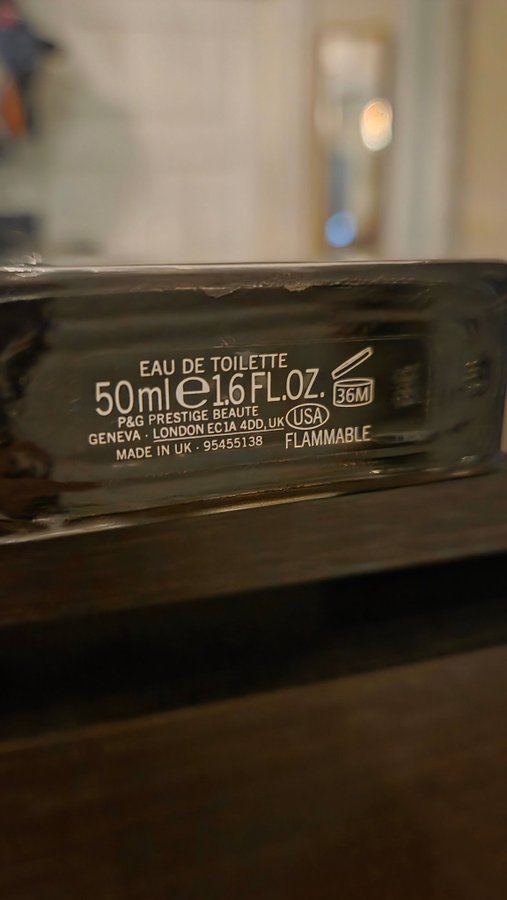 EAU DE TOILETTE
50ml e 1.6 FL.OZ.
36M
P&G PRESTIGE BEAUTE
GENEVA · LONDON EC1A 4DD, UK
USA
MADE IN UK · 95455138
FLAMMABLE